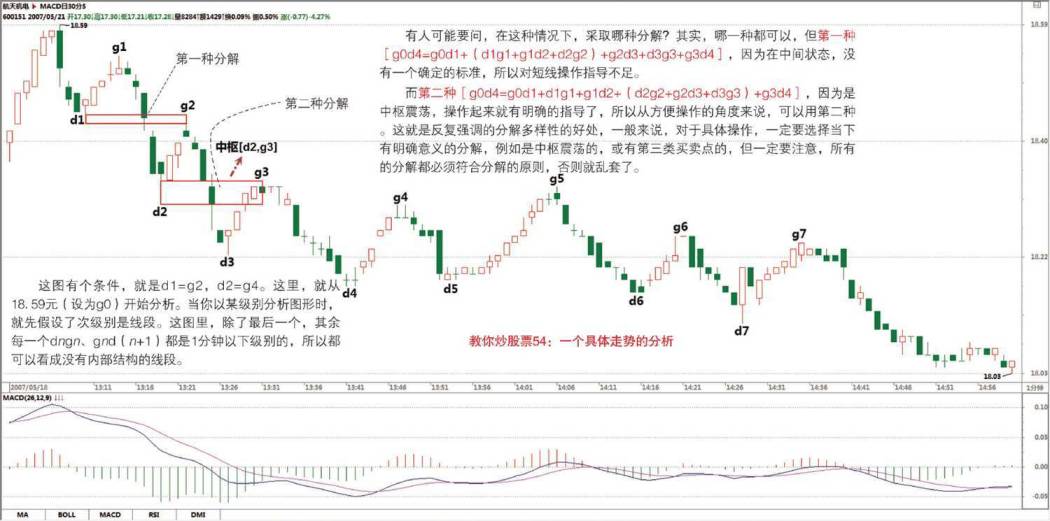 航天机电 ▶ MACD日30分5
600151 2007/05/21 开17.30高17.30低17.21收17.28量8284额1429换0.09% 振0.50% 涨(-0.77)-4.27%
18.59
18.59
有人可能要问，在这种情况下，采取哪种分解？其实，哪一种都可以，但第一种
［g0d4=g0d1+（d1g1+g1d2+d2g2）+g2d3+d3g3+g3d4］，因为在中间状态，没
有一个确定的标准，所以对短线操作指导不足。
而第二种［g0d4=g0d1+d1g1+g1d2+（d2g2+g2d3+d3g3）+g3d4］，因为是
中枢震荡，操作起来就有明确的指导了，所以从方便操作的角度来说，可以用第二种
。这就是反复强调的分解多样性的好处，一般来说，对于具体操作，一定要选择当下
有明确意义的分解，例如是中枢震荡的，或有第三类买卖点的，但一定要注意，所有
的分解都必须符合分解的原则，否则就乱套了。
g1
第一种分解
g2
第二种分解
d1
18.40
中枢[d2,g3]
g3
g5
g4
d2
g6
g7
d3
18.22
d4
d5
d6
d7
这图有个条件，就是d1=g2，d2=g4。这里，就从
18.59元（设为g0）开始分析。当你以某级别分析图形时，
就先假设了次级别是线段。这图里，除了最后一个，其余
每一个dngn、gnd（n+1）都是1分钟以下级别的，所以都
可以看成没有内部结构的线段。
教你炒股票54：一个具体走势的分析
18.03
18.03
2007/05/18 13:11 13:16 13:21 13:26 13:31 13:41 13:46 13:51 13:56 14:01 14:06 14:11 14:16 14:21 14:26 14:31 14:36 14:41 14:46 14:51 14:56 1分钟
MACD(26,12,9)
0.10
0.05
0.00
0.05
MA BOLL MACD RSI DMI